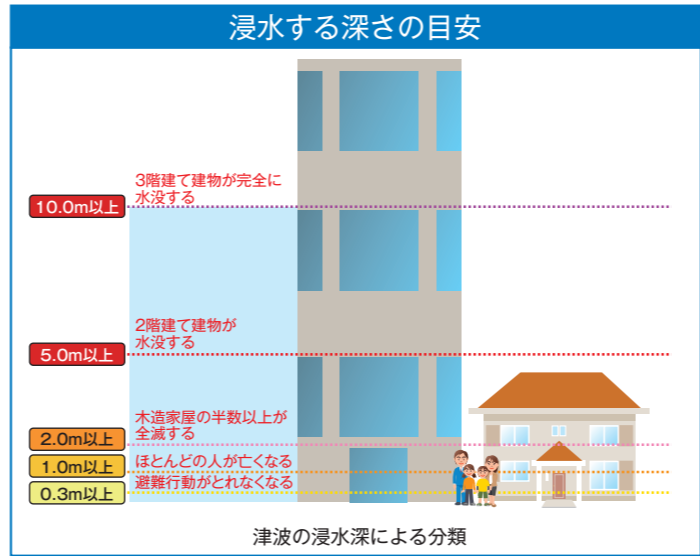 浸水する深さの目安
3階建て建物が完全に
水没する
10.0m以上
2階建て建物が
水没する
5.0m以上
木造家屋の半数以上が
全滅する
2.0m以上
ほとんどの人が亡くなる
1.0m以上
避難行動がとれなくなる
0.3m以上
津波の浸水深による分類